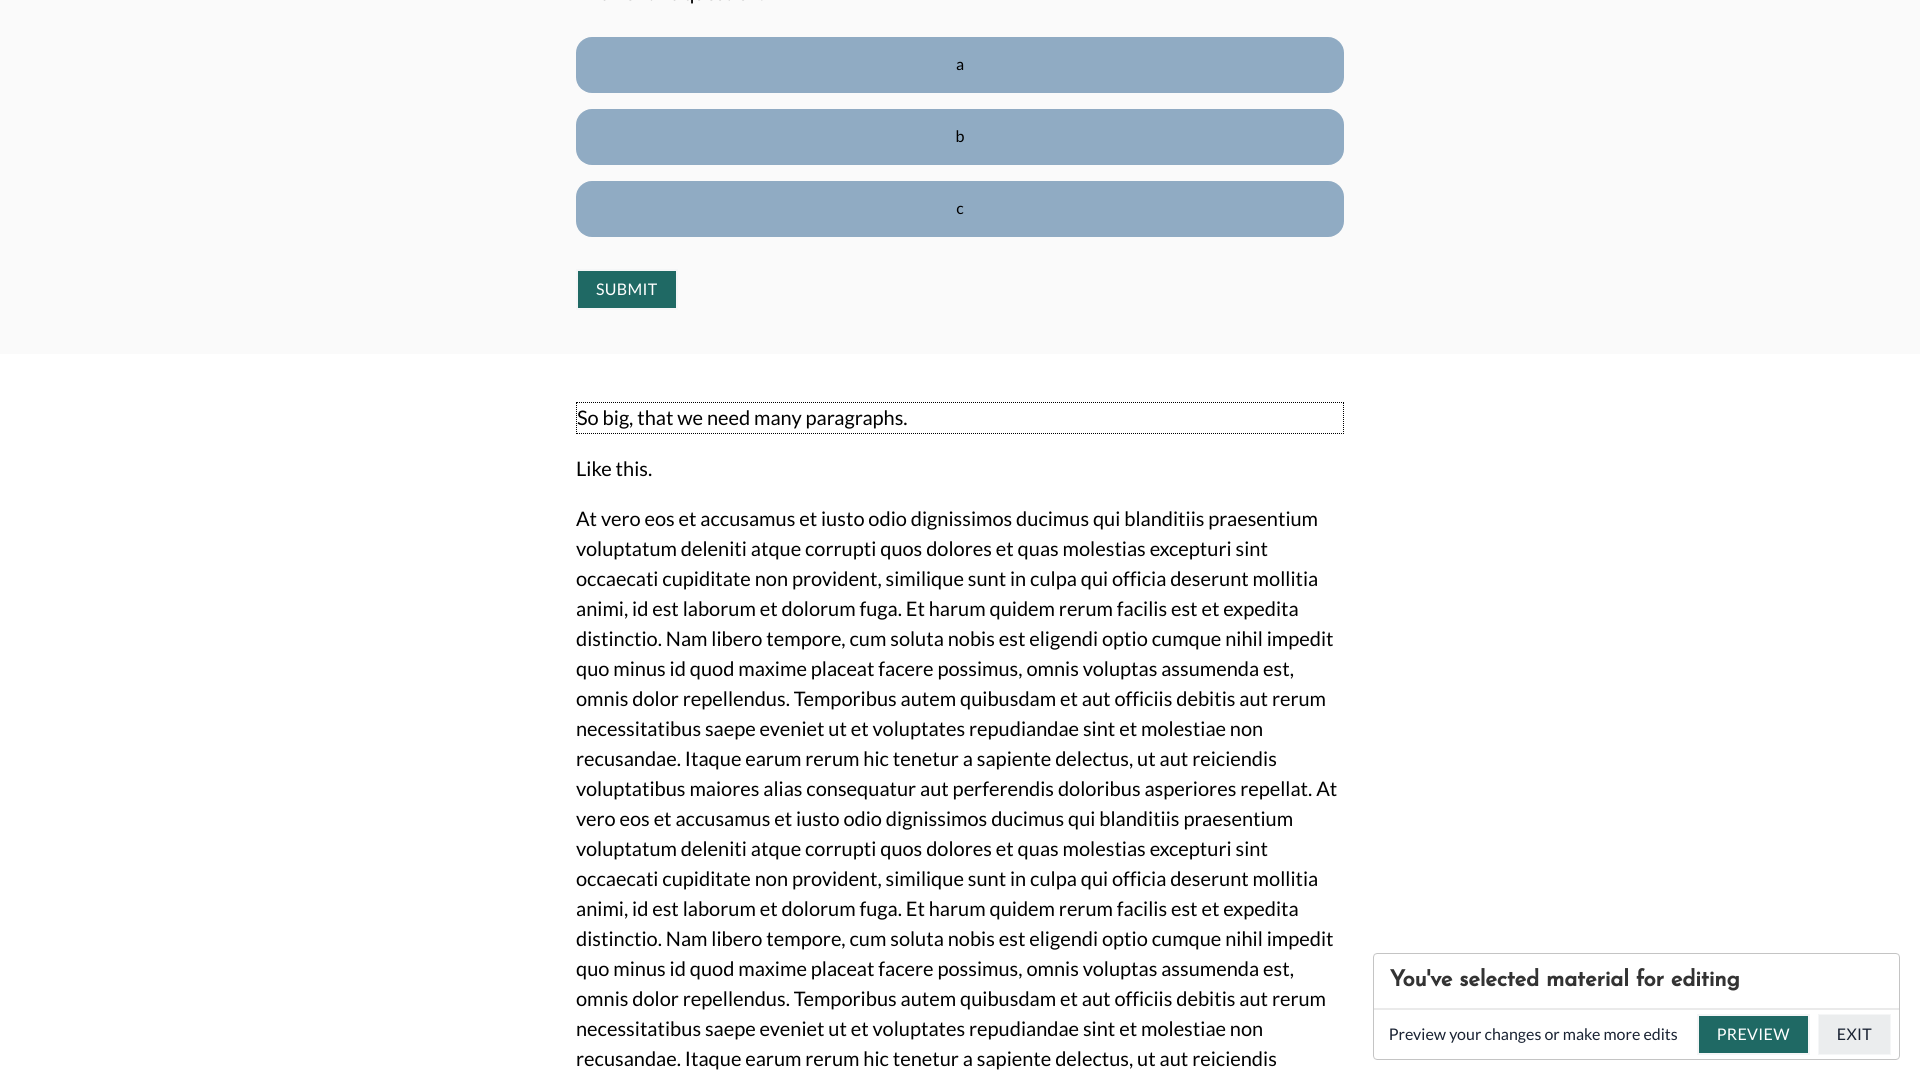 a
b
c
SUBMIT
So big, that we need many paragraphs.
Like this.
At vero eos et accusamus et iusto odio dignissimos ducimus qui blanditiis praesentium
voluptatum deleniti atque corrupti quos dolores et quas molestias excepturi sint
occaecati cupiditate non provident, similique sunt in culpa qui officia deserunt mollitia
animi, id est laborum et dolorum fuga. Et harum quidem rerum facilis est et expedita
distinctio. Nam libero tempore, cum soluta nobis est eligendi optio cumque nihil impedit
quo minus id quod maxime placeat facere possimus, omnis voluptas assumenda est,
omnis dolor repellendus. Temporibus autem quibusdam et aut officiis debitis aut rerum
necessitatibus saepe eveniet ut et voluptates repudiandae sint et molestiae non
recusandae. Itaque earum rerum hic tenetur a sapiente delectus, ut aut reiciendis
voluptatibus maiores alias consequatur aut perferendis doloribus asperiores repellat. At
vero eos et accusamus et iusto odio dignissimos ducimus qui blanditiis praesentium
voluptatum deleniti atque corrupti quos dolores et quas molestias excepturi sint
occaecati cupiditate non provident, similique sunt in culpa qui officia deserunt mollitia
animi, id est laborum et dolorum fuga. Et harum quidem rerum facilis est et expedita
distinctio. Nam libero tempore, cum soluta nobis est eligendi optio cumque nihil impedit
quo minus id quod maxime placeat facere possimus, omnis voluptas assumenda est,
omnis dolor repellendus. Temporibus autem quibusdam et aut officiis debitis aut rerum
necessitatibus saepe eveniet ut et voluptates repudiandae sint et molestiae non
recusandae. Itaque earum rerum hic tenetur a sapiente delectus, ut aut reiciendis
You've selected material for editing
Preview your changes or make more edits
PREVIEW
EXIT